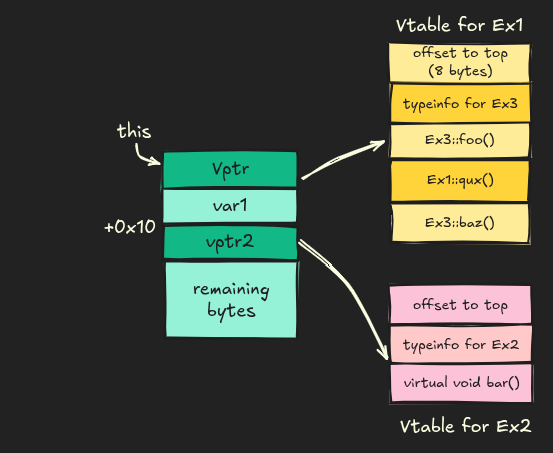 Vtable for Ex1
offset to top
(8 bytes)
typeinfo for Ex3
Ex3::foo()
Ex1::qux()
Ex3::baz()
this
Vptr
var1
+0x10
vptr2
remaining
bytes
offset to top
typeinfo for Ex2
virtual void bar()
Vtable for Ex2